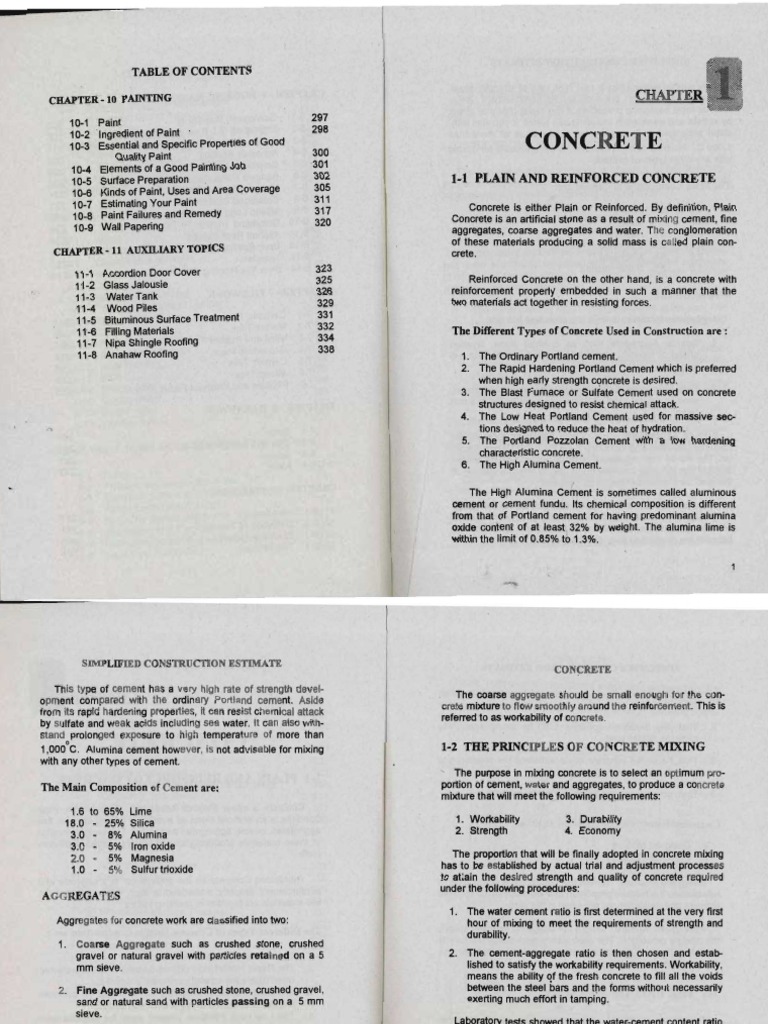 TABLE OF CONTENTS
CHAPTER - 10 PAINTING
10-1 Paint 297
10-2 Ingredient of Paint 298
10-3 Essential and Specific Properties of Good
Quality Paint 300
10-4 Elements of a Good Painting Job 301
10-5 Surface Preparation 302
10-6 Kinds of Paint, Uses and Area Coverage 305
10-7 Estimating Your Paint 311
10-8 Paint Failures and Remedy 317
10-9 Wall Papering 320
CHAPTER - 11 AUXILIARY TOPICS
11-1 Accordion Door Cover 323
11-2 Glass Jalousie 325
11-3 Water Tank 326
11-4 Wood Piles 329
11-5 Bituminous Surface Treatment 331
11-6 Filling Materials 332
11-7 Nipa Shingle Roofing 334
11-8 Anahaw Roofing 338
CHAPTER 1
CONCRETE
1-1 PLAIN AND REINFORCED CONCRETE
Concrete is either Plain or Reinforced. By definition, Plain
Concrete is an artificial stone as a result of mixing cement, fine
aggregates, coarse aggregates and water. The conglomeration
of these materials producing a solid mass is called plain con-
crete.
Reinforced Concrete on the other hand, is a concrete with
reinforcement properly embedded in such a manner that the
two materials act together in resisting forces.
The Different Types of Concrete Used in Construction are :
1. The Ordinary Portland cement.
2. The Rapid Hardening Portland Cement which is preferred
when high early strength concrete is desired.
3. The Blast Furnace or Sulfate Cement used on concrete
structures designed to resist chemical attack.
4. The Low Heat Portland Cement used for massive sec-
tions designed to reduce the heat of hydration.
5. The Portland Pozzolan Cement with a low hardening
characteristic concrete.
6. The High Alumina Cement.
The High Alumina Cement is sometimes called aluminous
cement or cement fundu. Its chemical composition is different
from that of Portland cement for having predominant alumina
oxide content of at least 32% by weight. The alumina lime is
within the limit of 0.85% to 1.3%.
1
SIMPLIFIED CONSTRUCTION ESTIMATE
This type of cement has a very high rate of strength devel-
opment compared with the ordinary Portland cement. Aside
from its rapid hardening properties, it can resist chemical attack
by sulfate and weak acids including sea water. It can also with-
stand prolonged exposure to high temperature of more than
1,000°C. Alumina cement however, is not advisable for mixing
with any other types of cement.
The Main Composition of Cement are:
1.6 to 65% Lime
18.0 - 25% Silica
3.0 - 8% Alumina
3.0 - 5% Iron oxide
2.0 - 5% Magnesia
1.0 - 5% Sulfur trioxide
AGGREGATES
Aggregates for concrete work are classified into two:
1. Coarse Aggregate such as crushed stone, crushed
gravel or natural gravel with particles retained on a 5
mm sieve.
2. Fine Aggregate such as crushed stone, crushed gravel,
sand or natural sand with particles passing on a 5 mm
sieve.
CONCRETE
The coarse aggregate should be small enough for the con-
crete mixture to flow smoothly around the reinforcement. This is
referred to as workability of concrete.
1-2 THE PRINCIPLES OF CONCRETE MIXING
The purpose in mixing concrete is to select an optimum pro-
portion of cement, water and aggregates, to produce a concrete
mixture that will meet the following requirements:
1. Workability 3. Durability
2. Strength 4. Economy
The proportion that will be finally adopted in concrete mixing
has to be established by actual trial and adjustment processes
to attain the desired strength and quality of concrete required
under the following procedures:
1. The water cement ratio is first determined at the very first
hour of mixing to meet the requirements of strength and
durability.
2. The cement-aggregate ratio is then chosen and estab-
lished to satisfy the workability requirements. Workability,
means the ability of the fresh concrete to fill all the voids
between the steel bars and the forms without necessarily
exerting much effort in tamping.
Laboratory tests showed that the water-cement content ratio